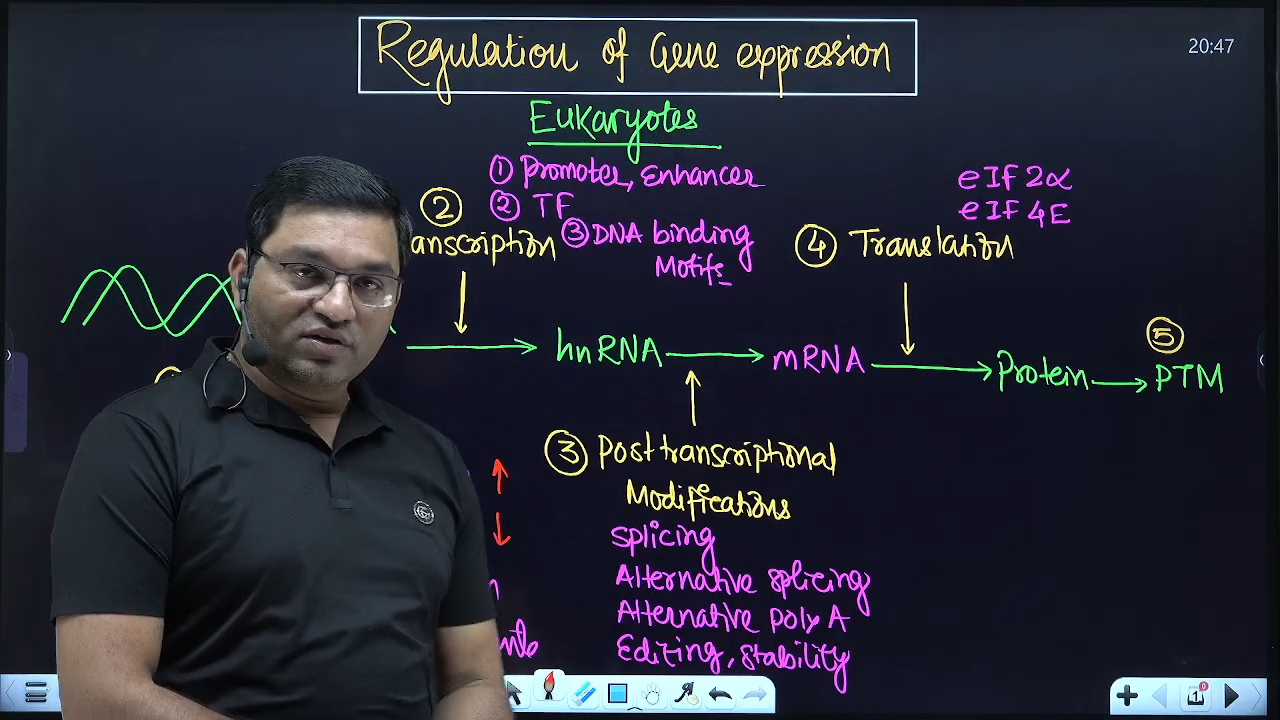 Regulation of Gene expression
20:47
Eukaryotes
① Promoter, Enhancer
② TF
③ DNA binding
Motifs
②
anscription
eIf 2α
eIf 4E
④ Translation
hnRNA
mRNA
Protein
⑤
PTM
③ Post transcriptional
Modifications
Splicing
Alternative splicing
Alternative poly A
Editing, stability
1